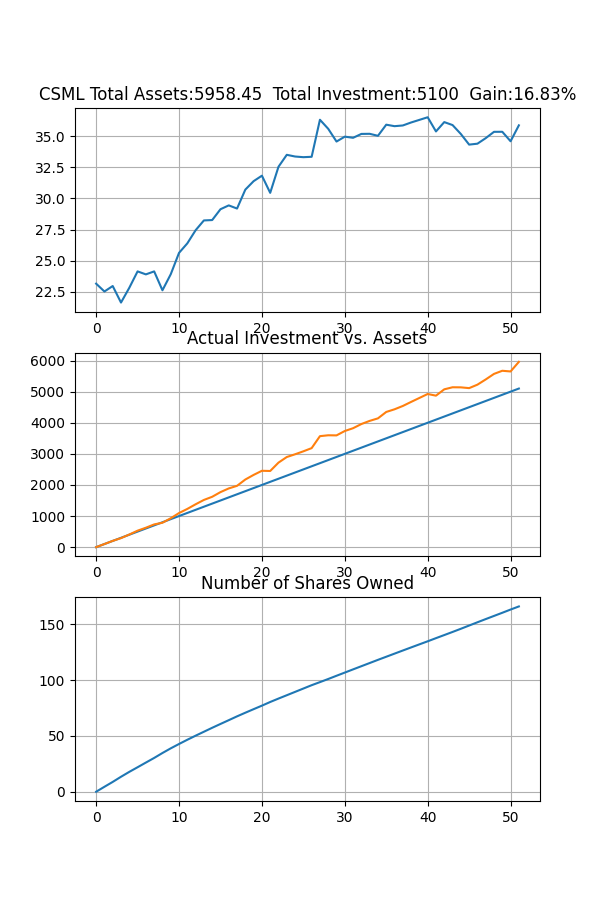 CSML Total Assets:5958.45  Total Investment:5100  Gain:16.83%
35.0
32.5
30.0
27.5
25.0
22.5
0 10 20 30 40 50
Actual Investment vs. Assets
6000
5000
4000
3000
2000
1000
0
0 10 20 30 40 50
Number of Shares Owned
150
100
50
0
0 10 20 30 40 50